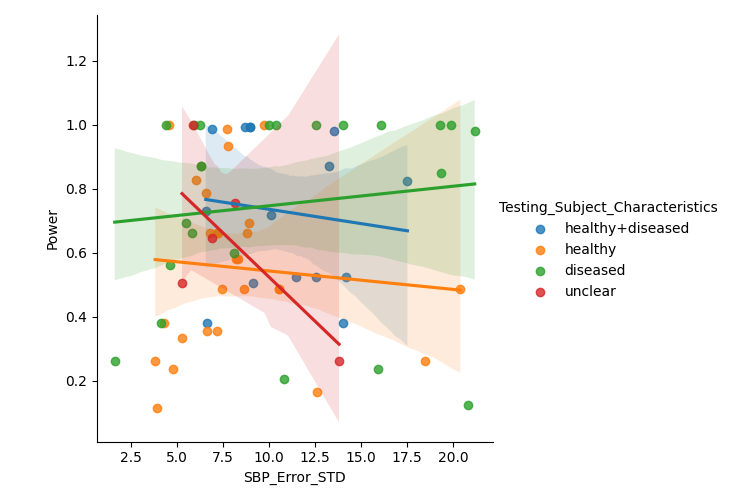 1.2
1.0
0.8
0.6
0.4
0.2
Power
2.5 5.0 7.5 10.0 12.5 15.0 17.5 20.0
SBP_Error_STD
Testing_Subject_Characteristics
healthy+diseased
healthy
diseased
unclear